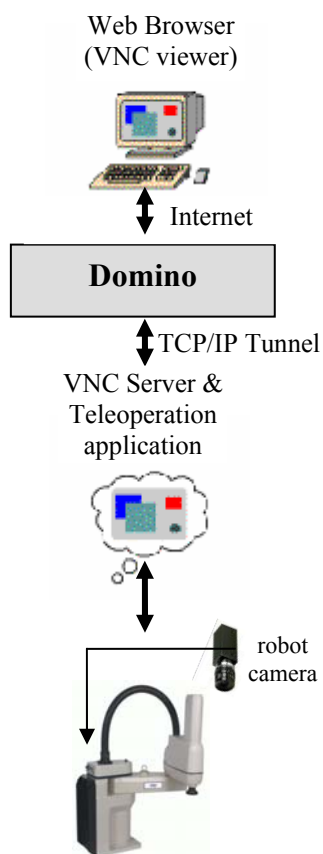 Web Browser
(VNC viewer)
Internet
Domino
TCP/IP Tunnel
VNC Server &
Teleoperation
application
robot
camera